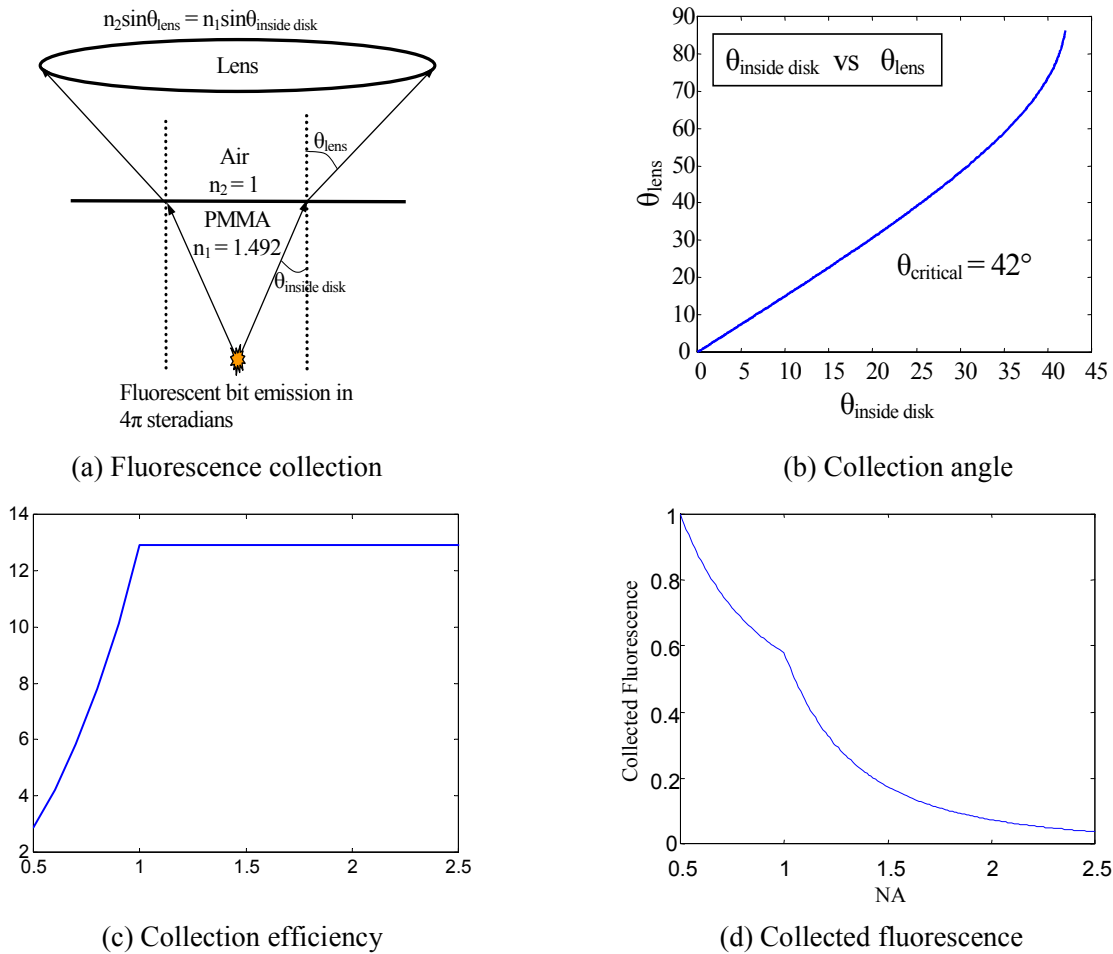 n₂sinθlens = n₁sinθinside disk
Lens
θlens
Air
n₂ = 1
PMMA
n₁ = 1.492
θinside disk
Fluorescent bit emission in
4π steradians
(a) Fluorescence collection
90
80
70
60
50
40
30
20
10
0
θlens
θinside disk vs θlens
θcritical = 42°
0 5 10 15 20 25 30 35 40 45
θinside disk
(b) Collection angle
14
12
10
8
6
4
2
0.5 1 1.5 2 2.5
(c) Collection efficiency
1
0.8
0.6
0.4
0.2
0
Collected Fluorescence
0.5 1 1.5 2 2.5
NA
(d) Collected fluorescence